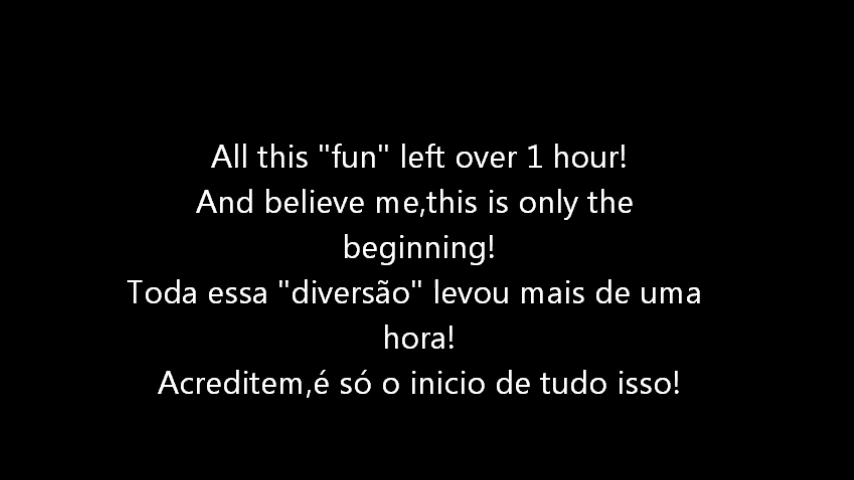 All this "fun" left over 1 hour!
And believe me,this is only the
beginning!
Toda essa "diversão" levou mais de uma
hora!
Acreditem,é só o inicio de tudo isso!